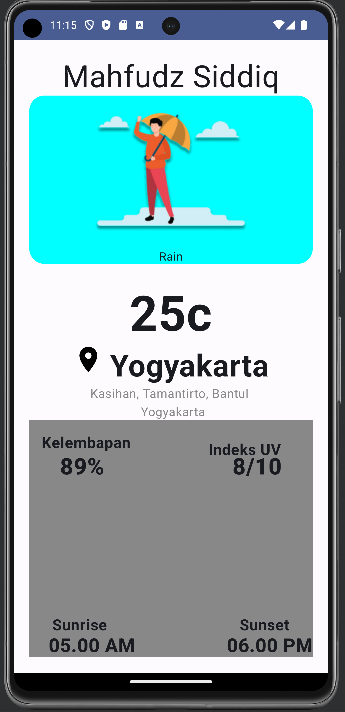 11:15
Mahfudz Siddiq
Rain
25c
Yogyakarta
Kasihan, Tamantirto, Bantul
Yogyakarta
Kelembapan
89%
Indeks UV
8/10
Sunrise
05.00 AM
Sunset
06.00 PM